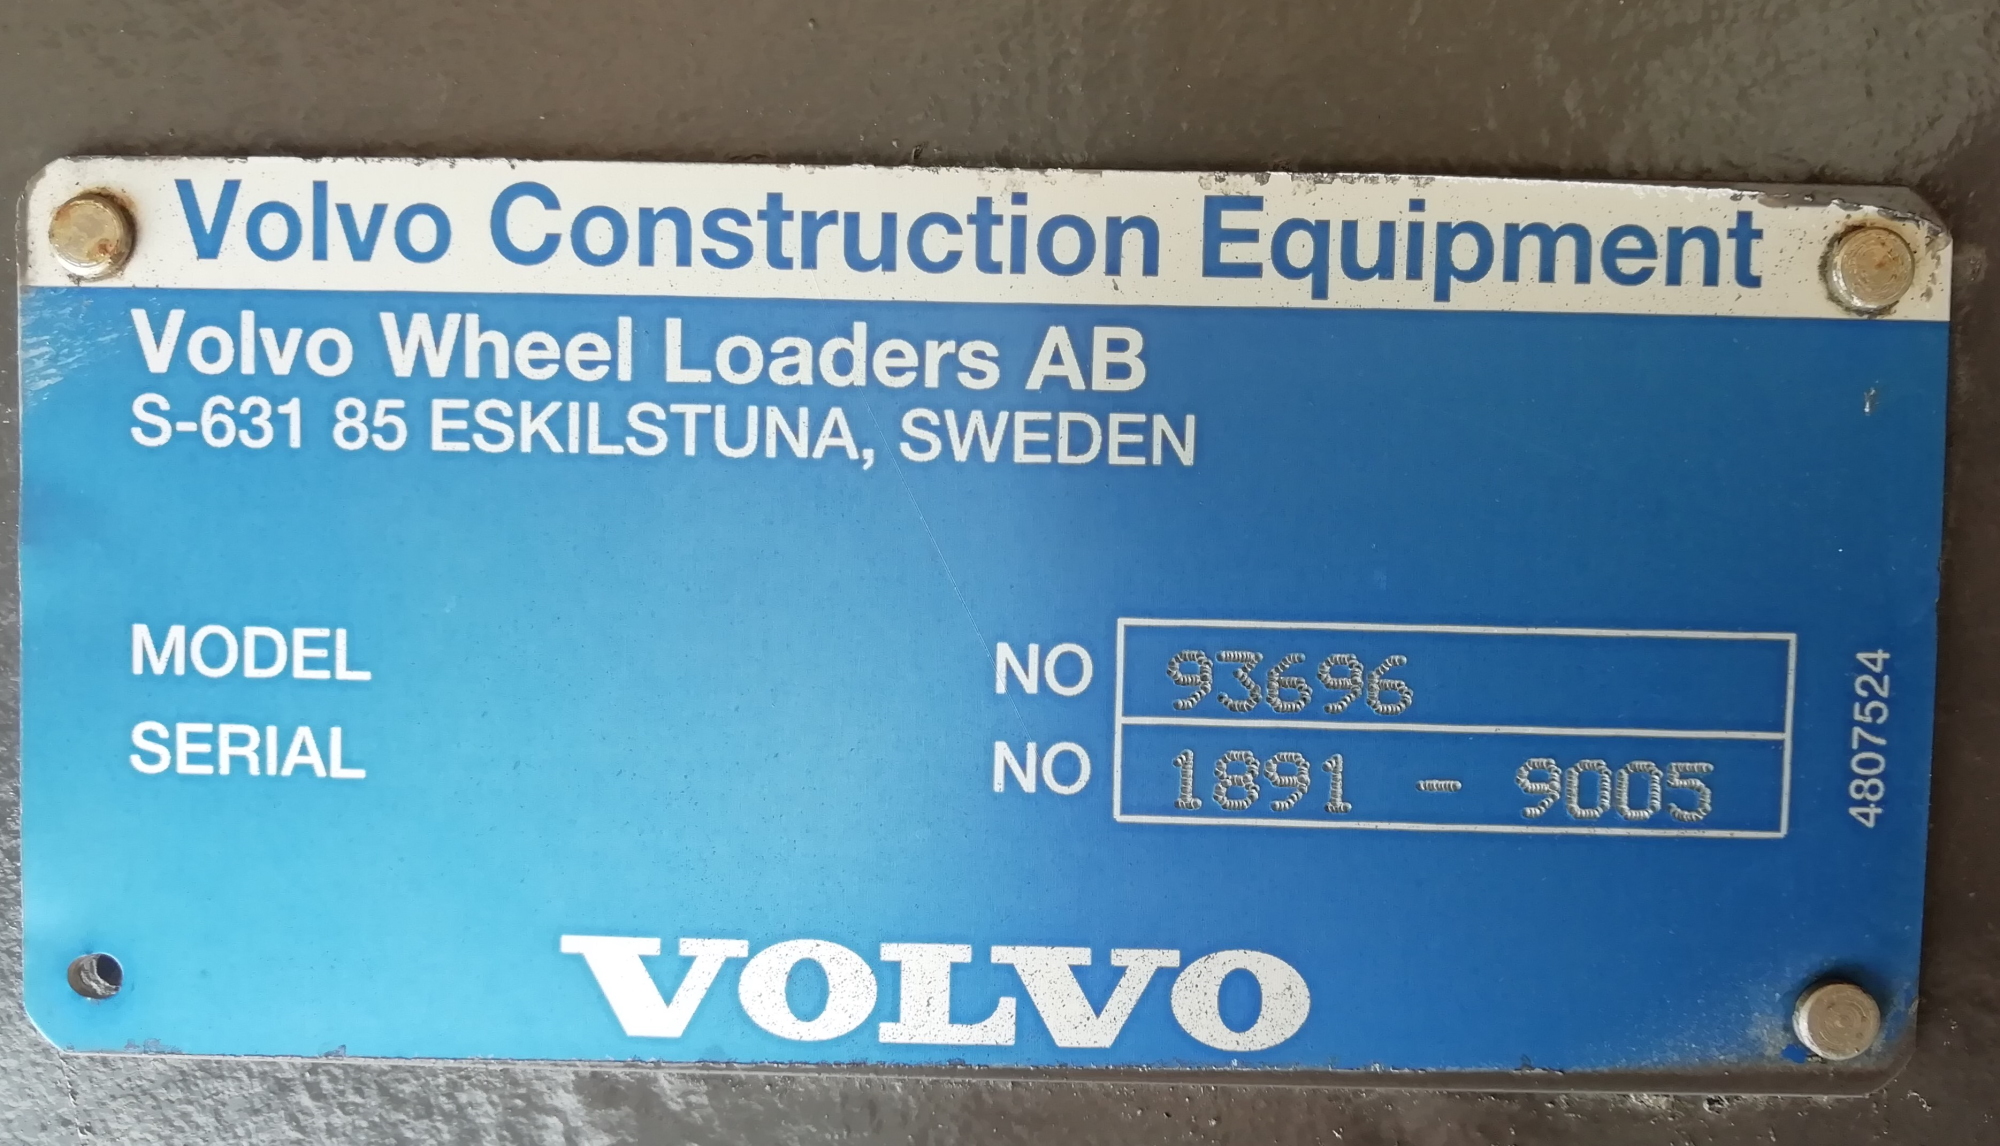 Volvo Construction Equipment
Volvo Wheel Loaders AB
S-631 85 ESKILSTUNA, SWEDEN
MODEL NO 93696
SERIAL NO 1891 - 9005
4807524
VOLVO